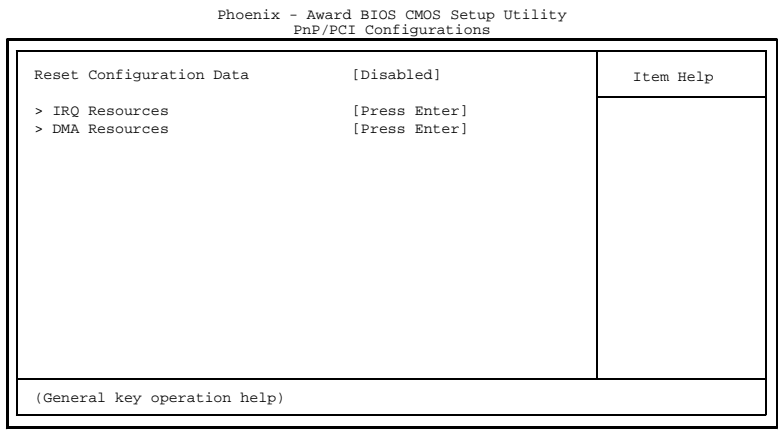 Phoenix - Award BIOS CMOS Setup Utility
PnP/PCI Configurations
Reset Configuration Data [Disabled]
Item Help
> IRQ Resources [Press Enter]
> DMA Resources [Press Enter]
(General key operation help)